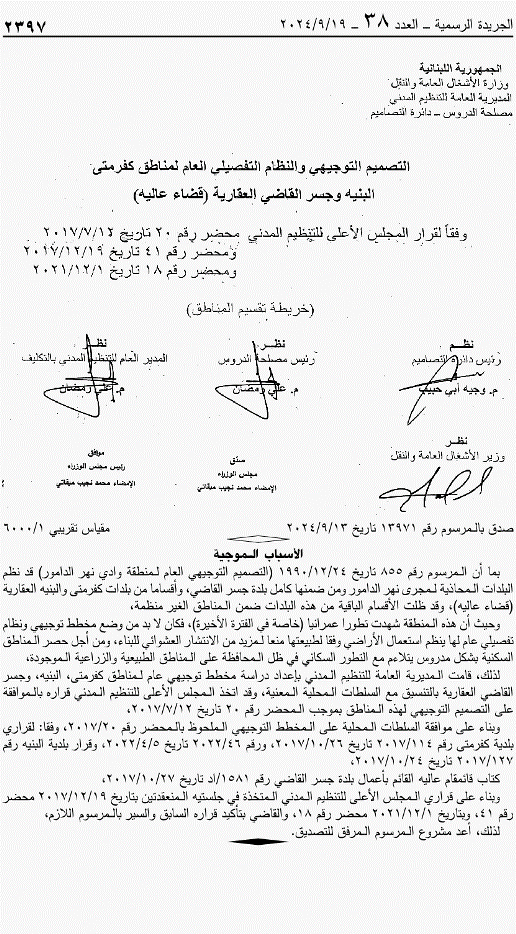 الجريدة الرسمية – العدد ٣٨ – ٢٠٢٤/٩/١٩
٢٣٩٧
الجمهورية اللبنانية
وزارة الأشغال العامة والنقل
المديرية العامة للتنظيم المدني
مصلحة الدروس – دائرة التصاميم
التصميم التوجيهي والنظام التفصيلي العام لمناطق كفرمتى
البنيه وجسر القاضي العقارية (قضاء عاليه)
وفقاً لقرار المجلس الأعلى للتنظيم المدني محضر رقم ٢٠ تاريخ ٢٠١٧/٧/١٢
ومحضر رقم ٤١ تاريخ ٢٠١٧/١٢/١٩
ومحضر رقم ١٨ تاريخ ٢٠٢١/١٢/١
(خريطة تقسيم المناطق)
نظم نظر نظر
رئيس دائرة التصاميم رئيس مصلحة الدروس المدير العام للتنظيم المدني بالتكليف
م. وجيه أبي حبيب م. علي رمضان م. علي رمضان
نظر
وزير الأشغال العامة والنقل
صدق
مجلس الوزراء
الإمضاء محمد نجيب ميقاتي
موافق
رئيس مجلس الوزراء
الإمضاء محمد نجيب ميقاتي
صدق بالمرسوم رقم ١٣٩٧١ تاريخ ٢٠٢٤/٩/١٣
مقياس تقريبي ٦٠٠٠/١
الأسباب الموجبة
بما أن المرسوم رقم ٨٥٥ تاريخ ١٩٩٠/١٢/٢٤ (التصميم التوجيهي العام لمنطقة وادي نهر الدامور) قد نظم
البلدات المحاذية لمجرى نهر الدامور ومن ضمنها كامل بلدة جسر القاضي، وأقساما من بلدات كفرمتى والبنيه العقارية
(قضاء عاليه)، وقد ظلت الأقسام الباقية من هذه البلدات ضمن المناطق الغير منظمة،
وحيث أن هذه المنطقة شهدت تطورا عمرانيا (خاصة في الفترة الأخيرة)، فكان لا بد من وضع مخطط توجيهي ونظام
تفصيلي عام لها ينظم استعمال الأراضي وفقا لطبيعتها منعا لمزيد من الانتشار العشوائي للبناء، ومن أجل حصر المناطق
السكنية بشكل مدروس يتلاءم مع التطور السكاني في ظل المحافظة على المناطق الطبيعية والزراعية الموجودة،
لذلك، قامت المديرية العامة للتنظيم المدني بإعداد دراسة مخطط توجيهي عام لمناطق كفرمتى، البنيه، وجسر
القاضي العقارية بالتنسيق مع السلطات المحلية المعنية، وقد اتخذ المجلس الأعلى للتنظيم المدني قراره بالموافقة
على التصميم التوجيهي لهذه المناطق بموجب المحضر رقم ٢٠ تاريخ ٢٠١٧/٧/١٢،
وبناء على موافقة السلطات المحلية على المخطط التوجيهي الملحوظ بالمحضر رقم ٢٠١٧/٢٠، وفقا: لقراري
بلدية كفرمتى رقم ٢٠١٧/١١٤ تاريخ ٢٠١٧/١٠/٢٦، ورقم ٢٠٢٢/٤٦ تاريخ ٢٠٢٢/٤/٥، وقرار بلدية البنيه رقم
٢٠١٧/١٢٧ تاريخ ٢٠١٧/١٠/٢٤،
كتاب قائمقام عاليه القائم بأعمال بلدة جسر القاضي رقم ١٥٨١/اد تاريخ ٢٠١٧/١٠/٢٧،
وبناء على قراري المجلس الأعلى للتنظيم المدني المتخذة في جلستيه المنعقدتين بتاريخ ٢٠١٧/١٢/١٩ محضر
رقم ٤١، وبتاريخ ٢٠٢١/١٢/١ محضر رقم ١٨، والقاضي بتأكيد قراره السابق والسير بالمرسوم اللازم،
لذلك، أعد مشروع المرسوم المرفق للتصديق.